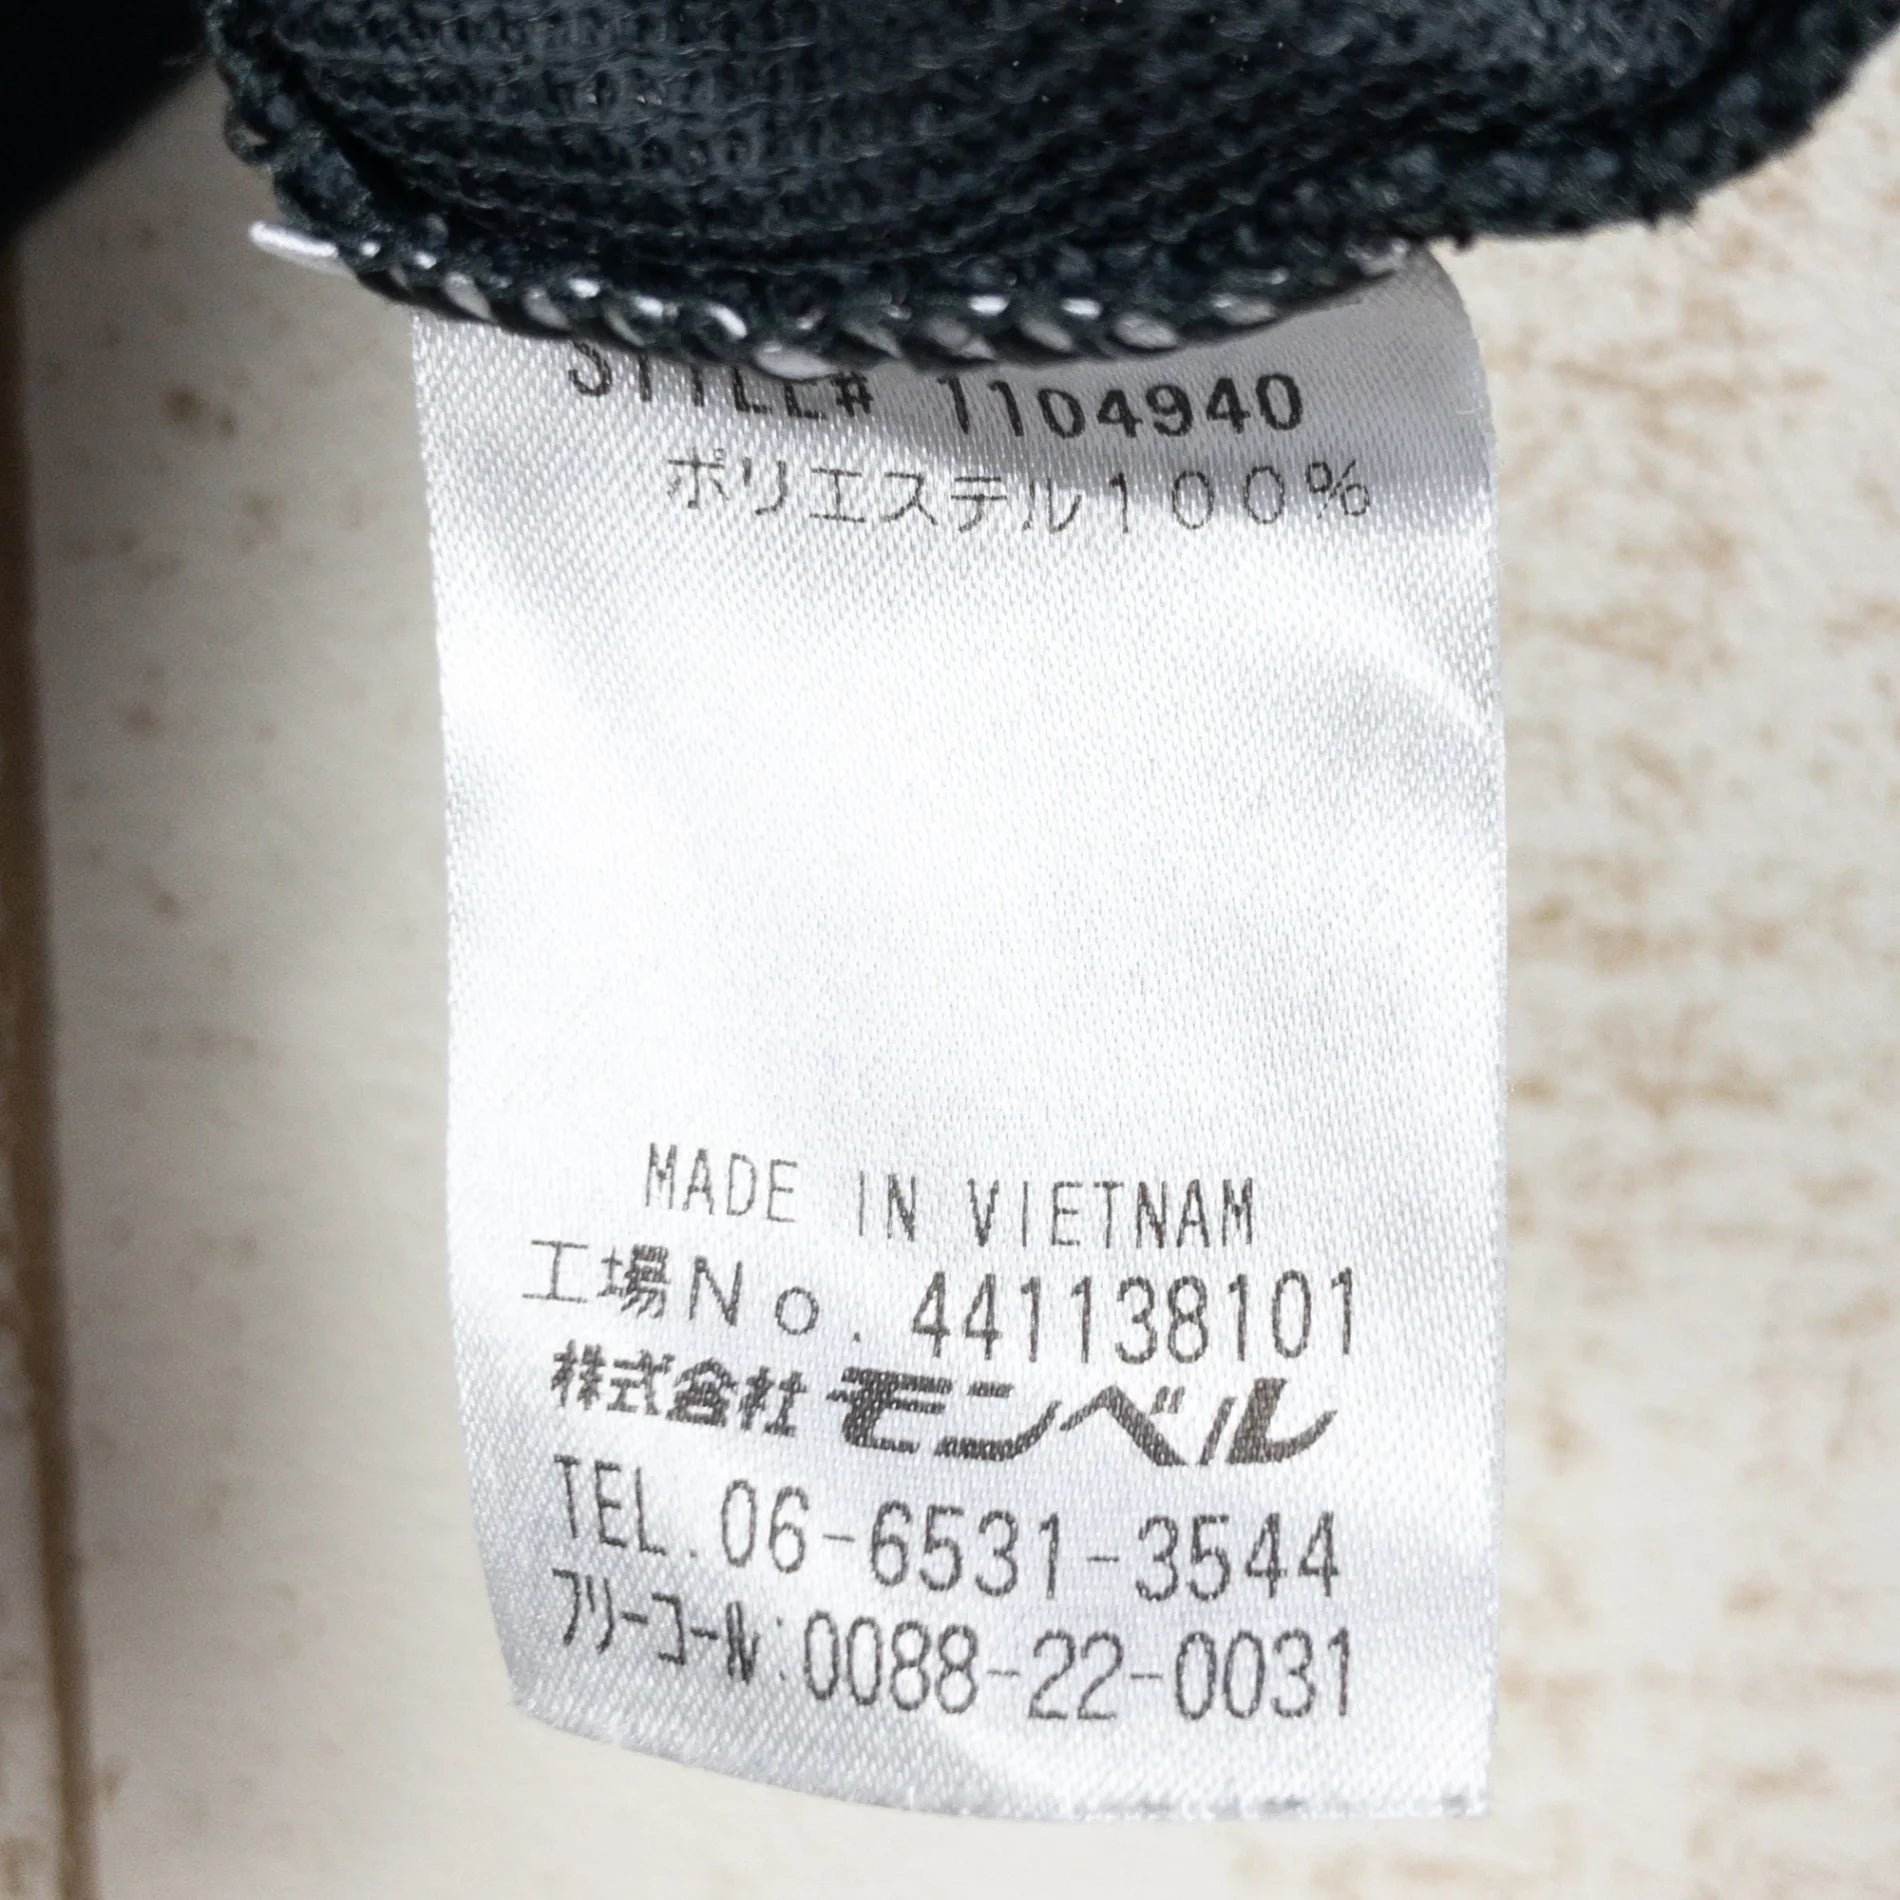 STYLE# 1104940
ポリエステル100%
MADE IN VIETNAM
工場No. 441138101
株式会社モンベル
TEL. 06-6531-3544
ﾌﾘｰｺｰﾙ:0088-22-0031